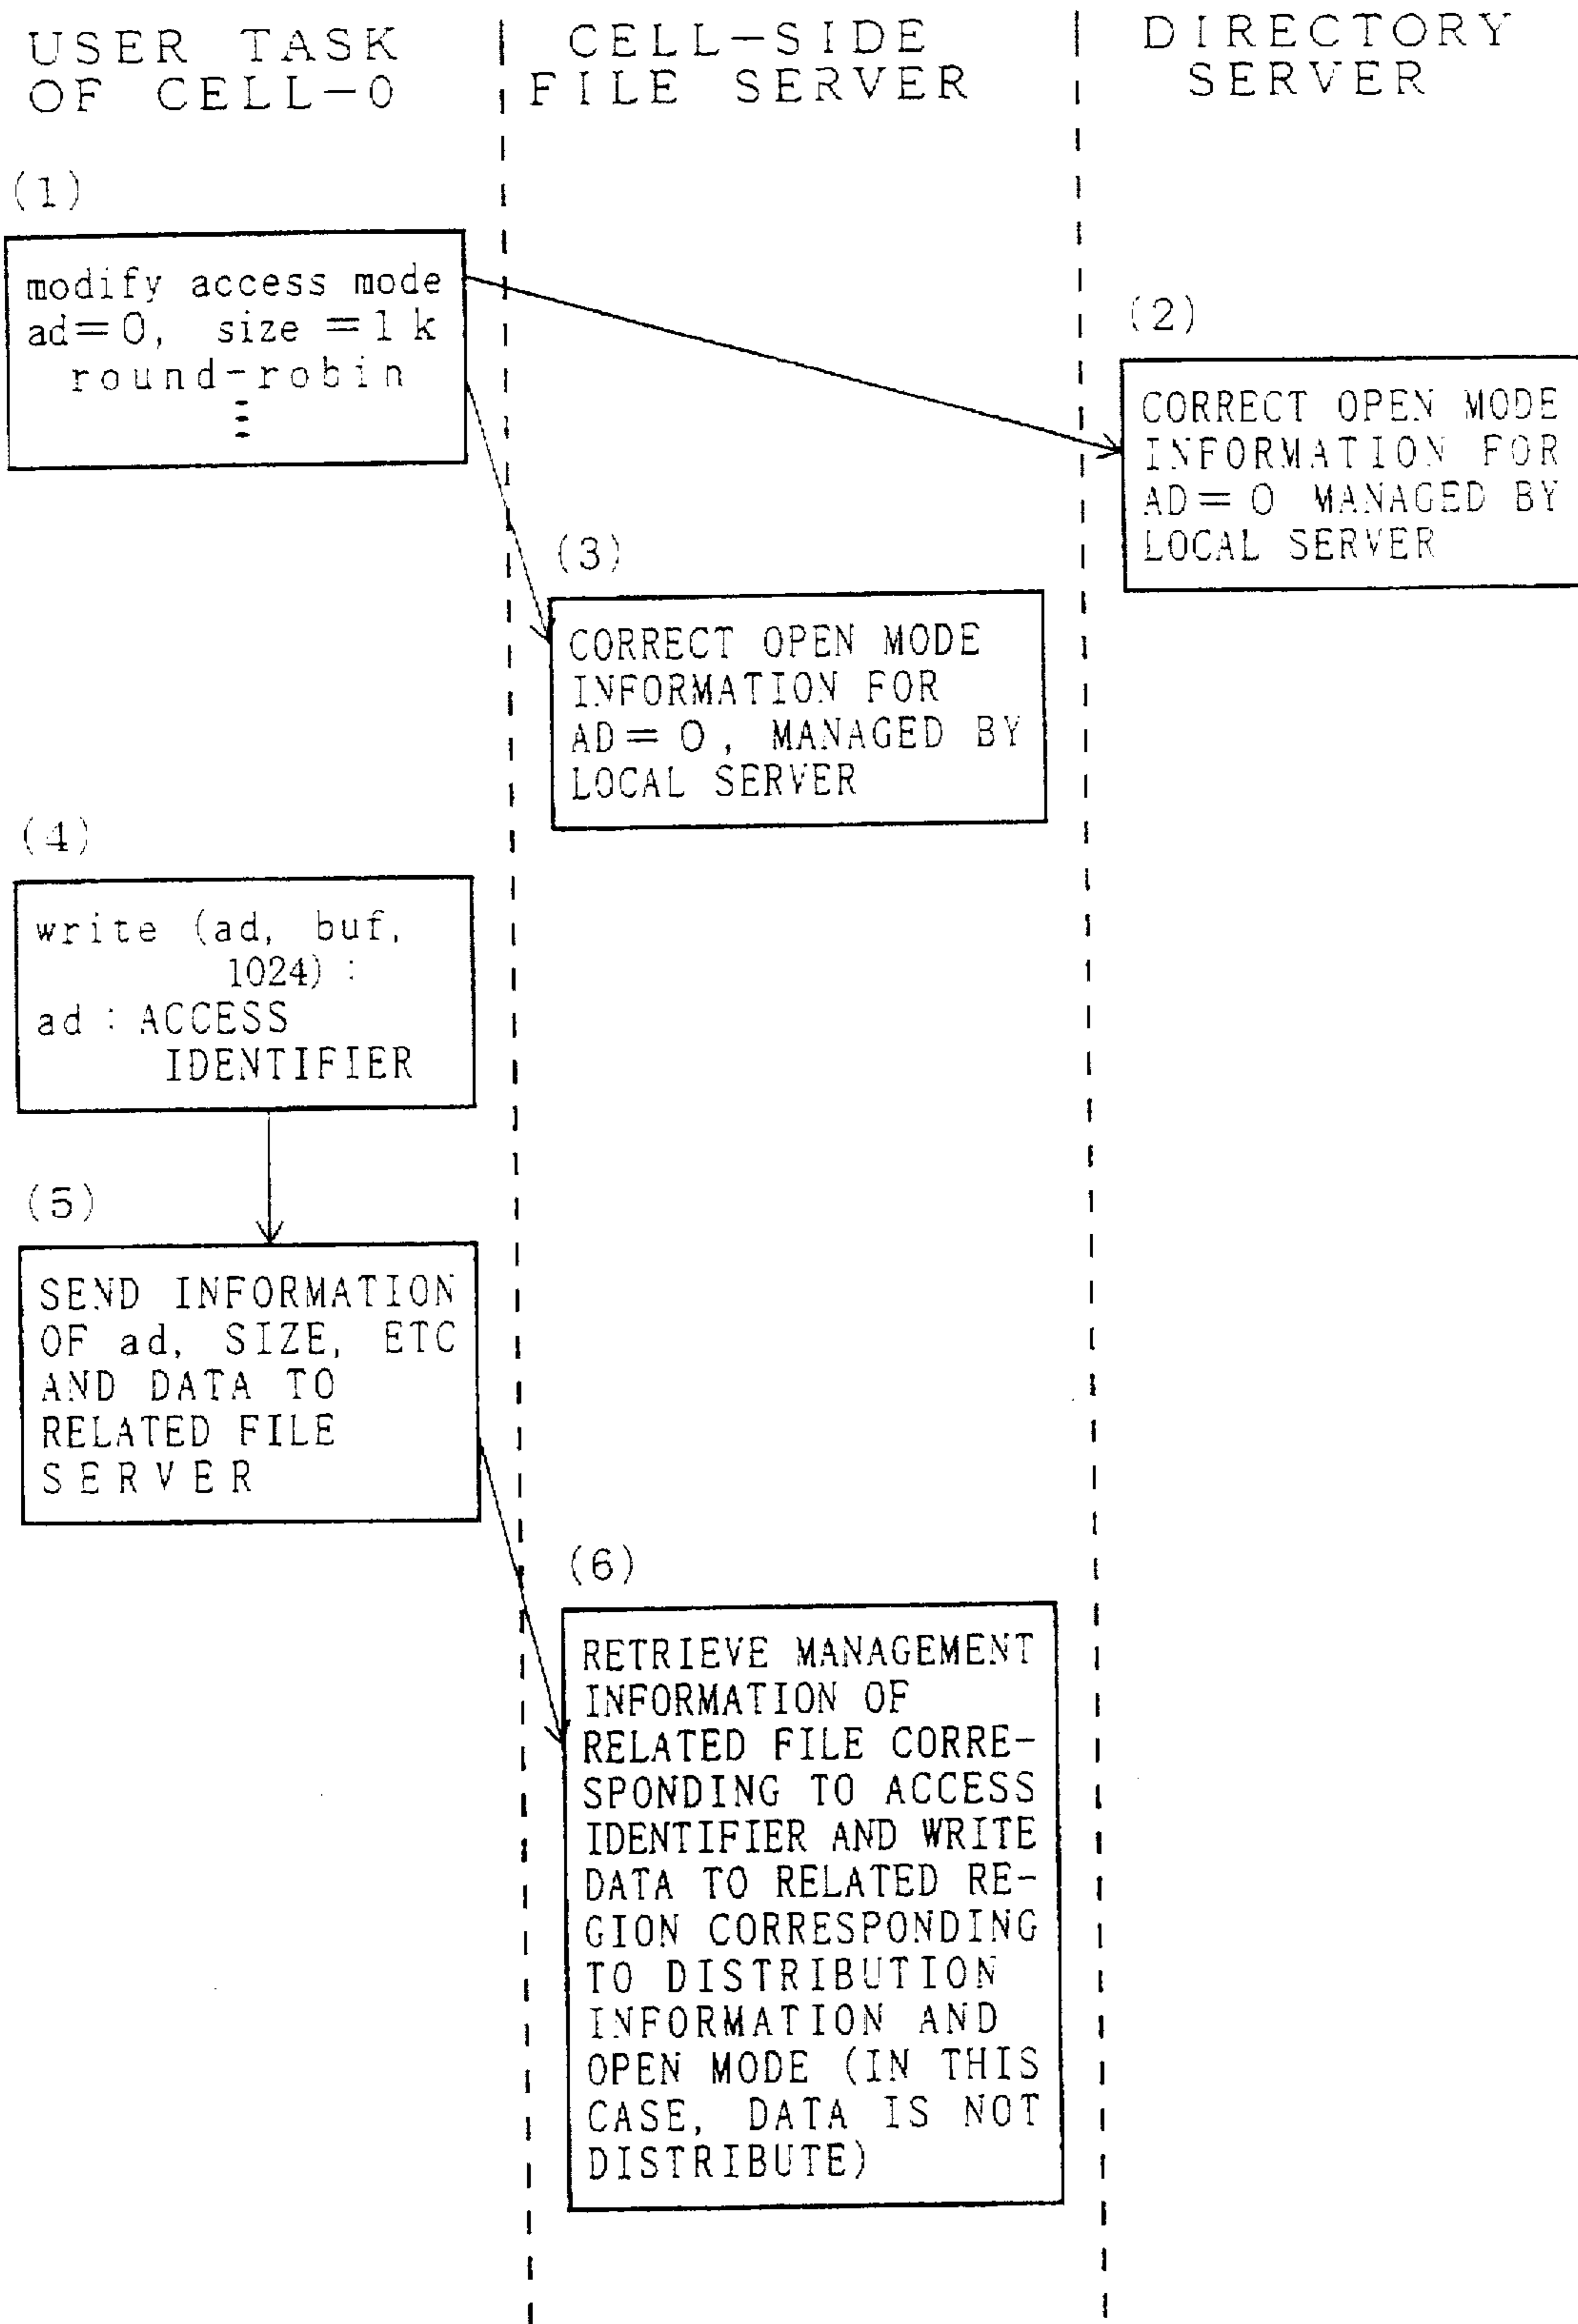 USER TASK
OF CELL-0
CELL-SIDE
FILE SERVER
DIRECTORY
SERVER
(1)
modify access mode
ad=0, size=1k
round-robin
(2)
CORRECT OPEN MODE
INFORMATION FOR
AD=0 MANAGED BY
LOCAL SERVER
(3)
CORRECT OPEN MODE
INFORMATION FOR
AD=0, MANAGED BY
LOCAL SERVER
(4)
write (ad, buf,
1024):
ad: ACCESS
IDENTIFIER
(5)
SEND INFORMATION
OF ad, SIZE, ETC
AND DATA TO
RELATED FILE
SERVER
(6)
RETRIEVE MANAGEMENT
INFORMATION OF
RELATED FILE CORRE-
SPONDING TO ACCESS
IDENTIFIER AND WRITE
DATA TO RELATED RE-
GION CORRESPONDING
TO DISTRIBUTION
INFORMATION AND
OPEN MODE (IN THIS
CASE, DATA IS NOT
DISTRIBUTE)